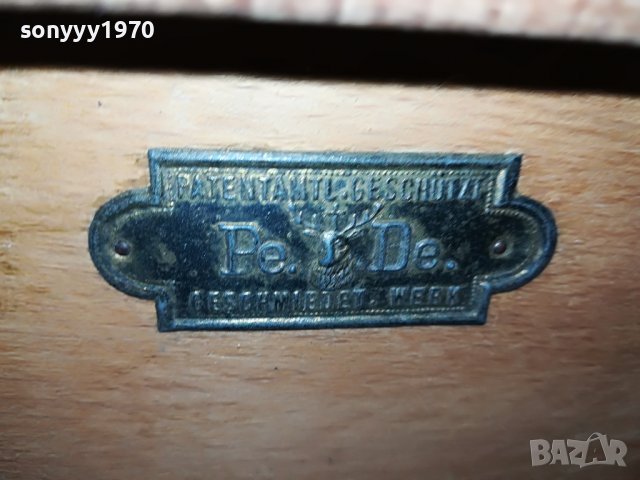 sonyyy1970
PATENTAMTL. GESCHÜTZT
Pe. De.
GESCHMIEDET. WERK
BAZAR